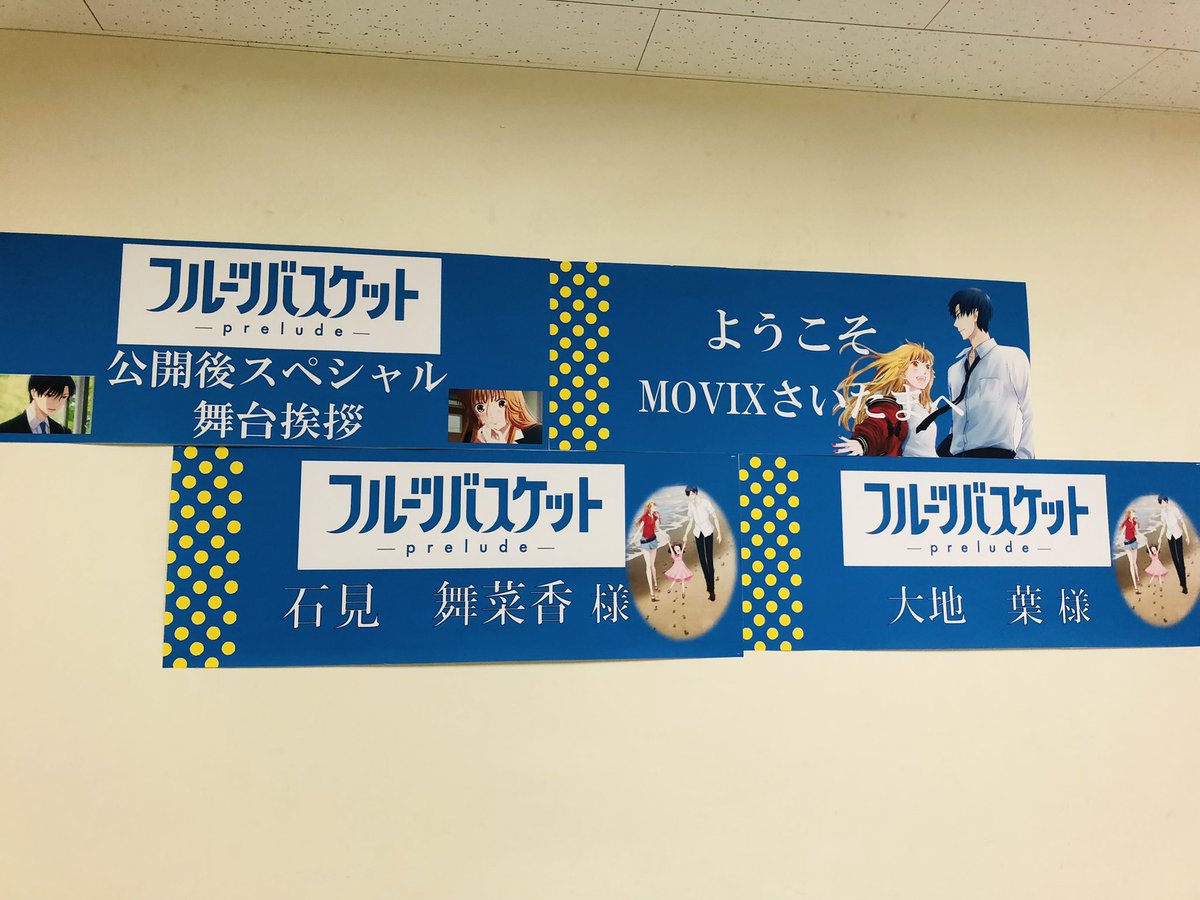 フルーツバスケット
—prelude—
公開後スペシャル
舞台挨拶
ようこそ
MOVIXさいたまへ
フルーツバスケット
—prelude—
石見 舞菜香 様
フルーツバスケット
—prelude—
大地 葉 様